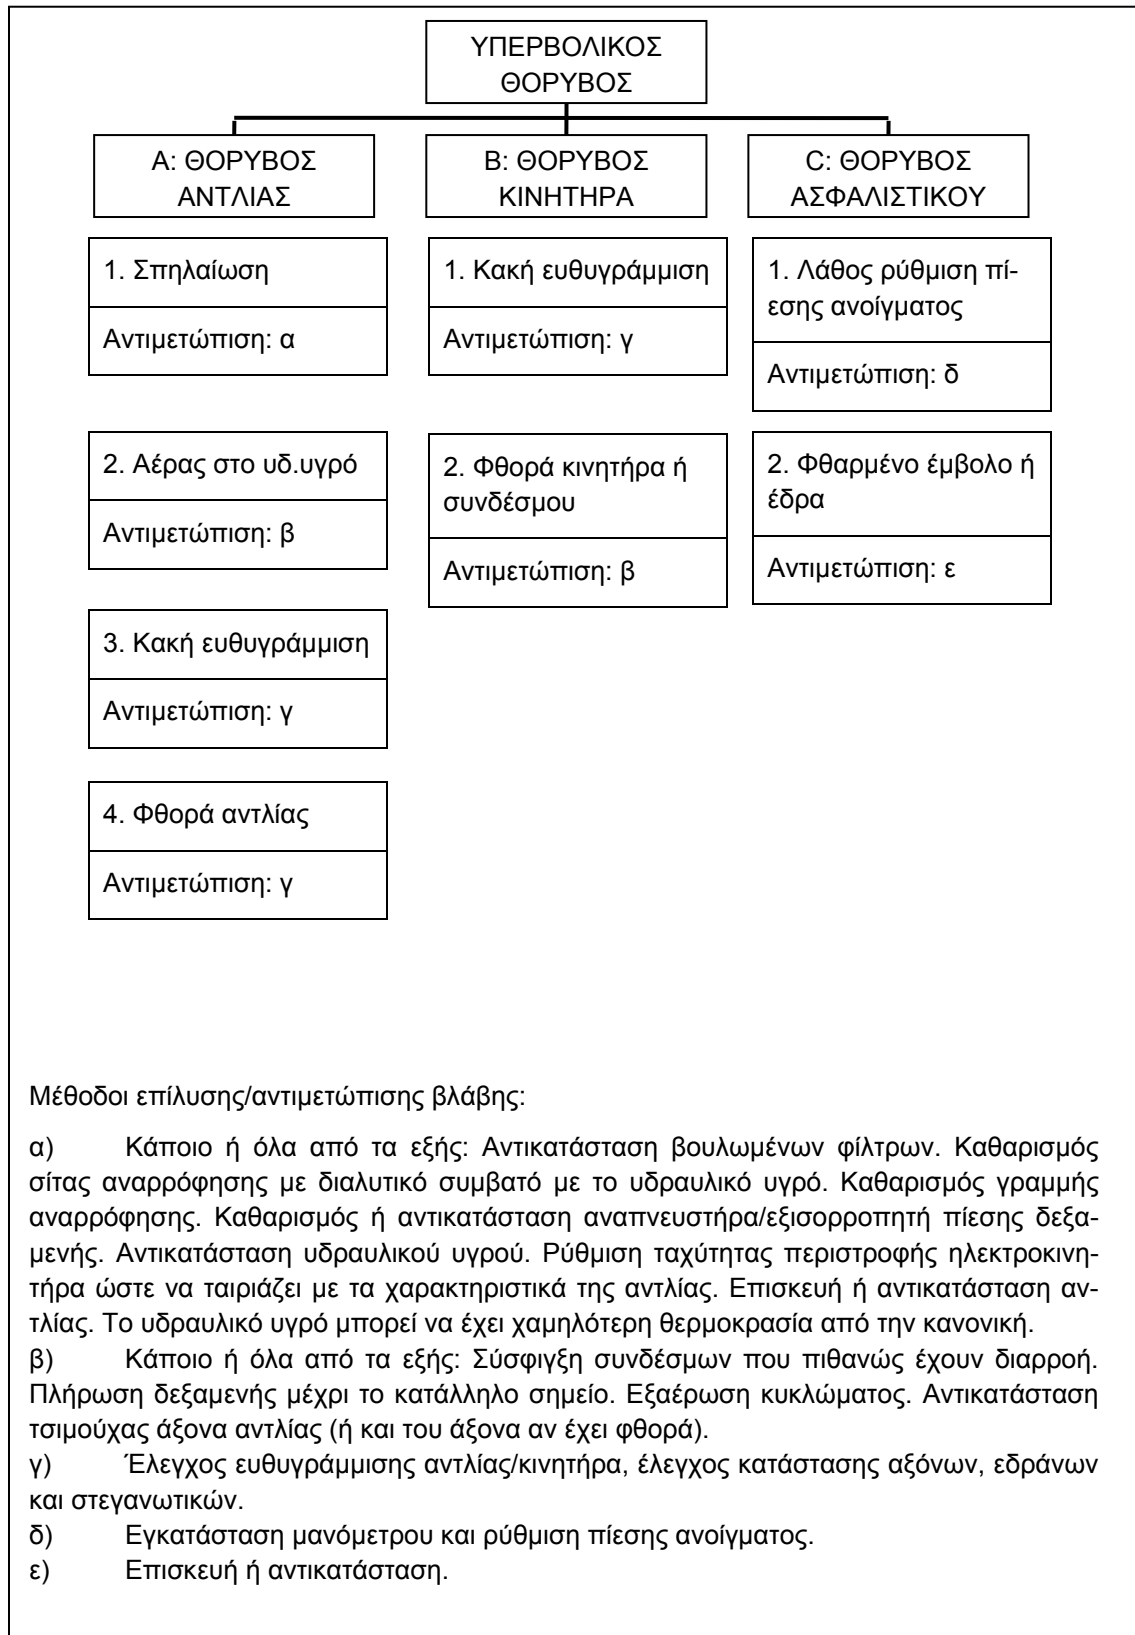 ΥΠΕΡΒΟΛΙΚΟΣ
ΘΟΡΥΒΟΣ
Α: ΘΟΡΥΒΟΣ
ΑΝΤΛΙΑΣ
Β: ΘΟΡΥΒΟΣ
ΚΙΝΗΤΗΡΑ
C: ΘΟΡΥΒΟΣ
ΑΣΦΑΛΙΣΤΙΚΟΥ
1. Σπηλαίωση
Αντιμετώπιση: α
2. Αέρας στο υδ.υγρό
Αντιμετώπιση: β
3. Κακή ευθυγράμμιση
Αντιμετώπιση: γ
4. Φθορά αντλίας
Αντιμετώπιση: γ
1. Κακή ευθυγράμμιση
Αντιμετώπιση: γ
2. Φθορά κινητήρα ή
συνδέσμου
Αντιμετώπιση: β
1. Λάθος ρύθμιση πί-
εσης ανοίγματος
Αντιμετώπιση: δ
2. Φθαρμένο έμβολο ή
έδρα
Αντιμετώπιση: ε
Μέθοδοι επίλυσης/αντιμετώπισης βλάβης:
α) Κάποιο ή όλα από τα εξής: Αντικατάσταση βουλωμένων φίλτρων. Καθαρισμός
σίτας αναρρόφησης με διαλυτικό συμβατό με το υδραυλικό υγρό. Καθαρισμός γραμμής
αναρρόφησης. Καθαρισμός ή αντικατάσταση αναπνευστήρα/εξισορροπητή πίεσης δεξα-
μενής. Αντικατάσταση υδραυλικού υγρού. Ρύθμιση ταχύτητας περιστροφής ηλεκτροκινη-
τήρα ώστε να ταιριάζει με τα χαρακτηριστικά της αντλίας. Επισκευή ή αντικατάσταση αν-
τλίας. Το υδραυλικό υγρό μπορεί να έχει χαμηλότερη θερμοκρασία από την κανονική.
β) Κάποιο ή όλα από τα εξής: Σύσφιγξη συνδέσμων που πιθανώς έχουν διαρροή.
Πλήρωση δεξαμενής μέχρι το κατάλληλο σημείο. Εξαέρωση κυκλώματος. Αντικατάσταση
τσιμούχας άξονα αντλίας (ή και του άξονα αν έχει φθορά).
γ) Έλεγχος ευθυγράμμισης αντλίας/κινητήρα, έλεγχος κατάστασης αξόνων, εδράνων
και στεγανωτικών.
δ) Εγκατάσταση μανόμετρου και ρύθμιση πίεσης ανοίγματος.
ε) Επισκευή ή αντικατάσταση.